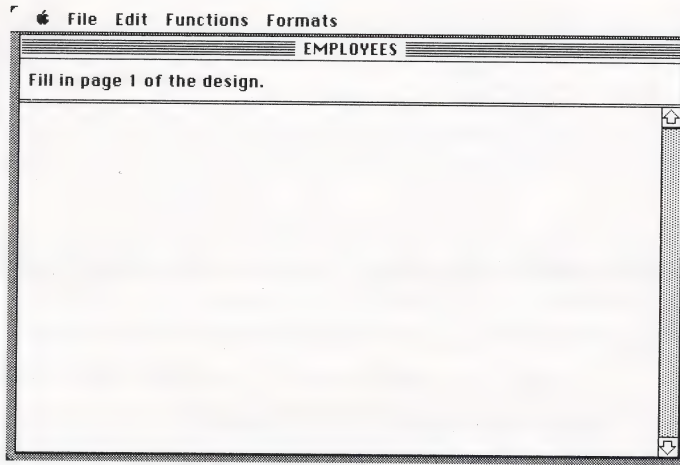 File Edit Functions Formats
EMPLOYEES
Fill in page 1 of the design.